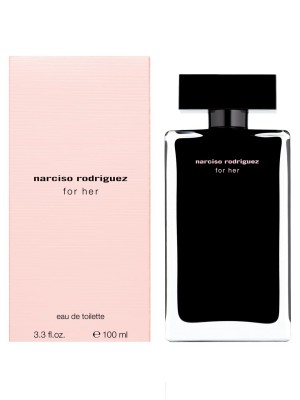 narciso rodriguez
for her
eau de toilette
3.3 fl.oz. ℮ 100 ml
narciso rodriguez
for her